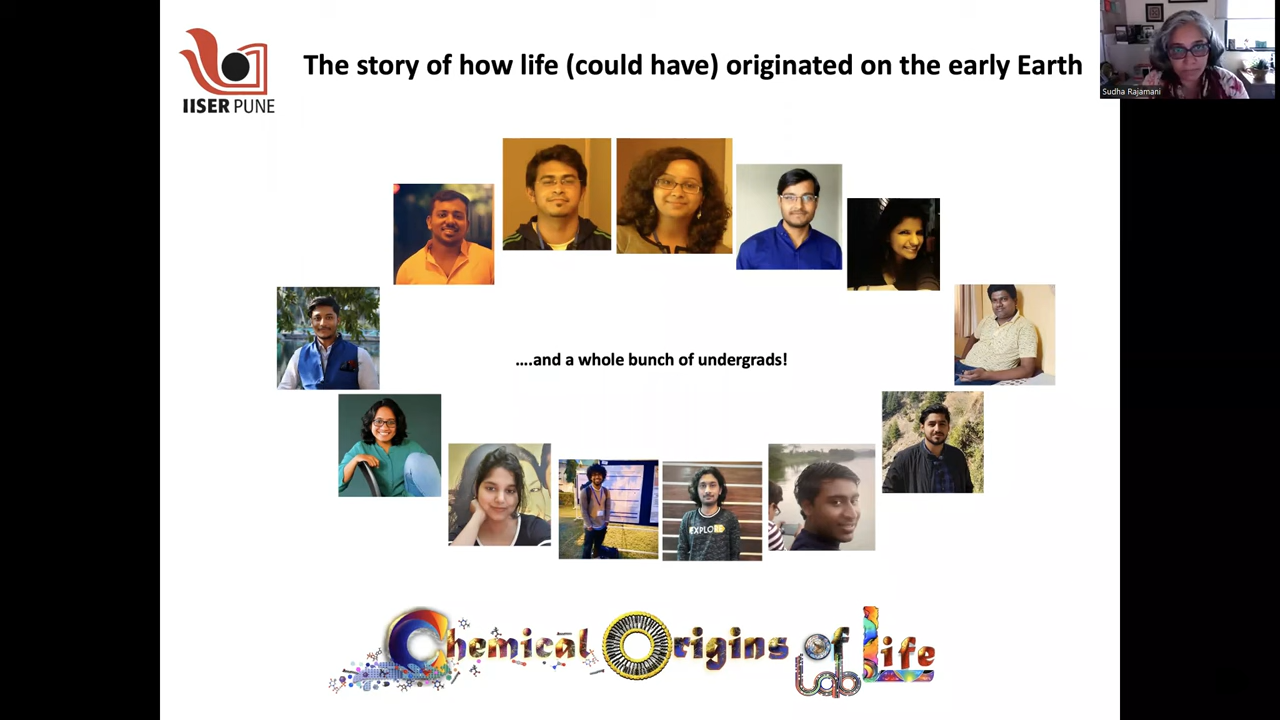 The story of how life (could have) originated on the early Earth
IISER PUNE
Sudha Rajamani
....and a whole bunch of undergrads!
EXPLORE
Chemical Origins of Life
Lab